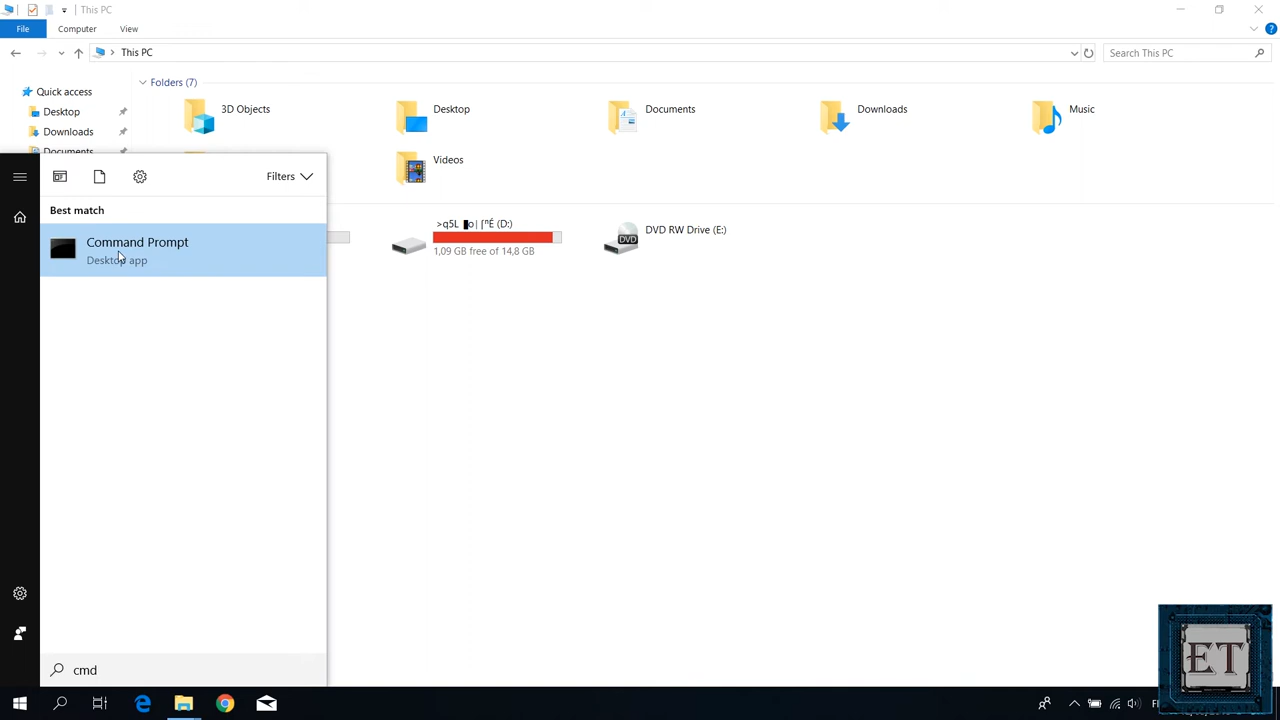 This PC
File
Computer
View
This PC
Search This PC
Folders (7)
Quick access
Desktop
Downloads
Documents
3D Objects
Desktop
Documents
Downloads
Music
Videos
Filters
Best match
Command Prompt
Desktop app
(D:)
1,09 GB free of 14,8 GB
DVD RW Drive (E:)
DVD
cmd
ET